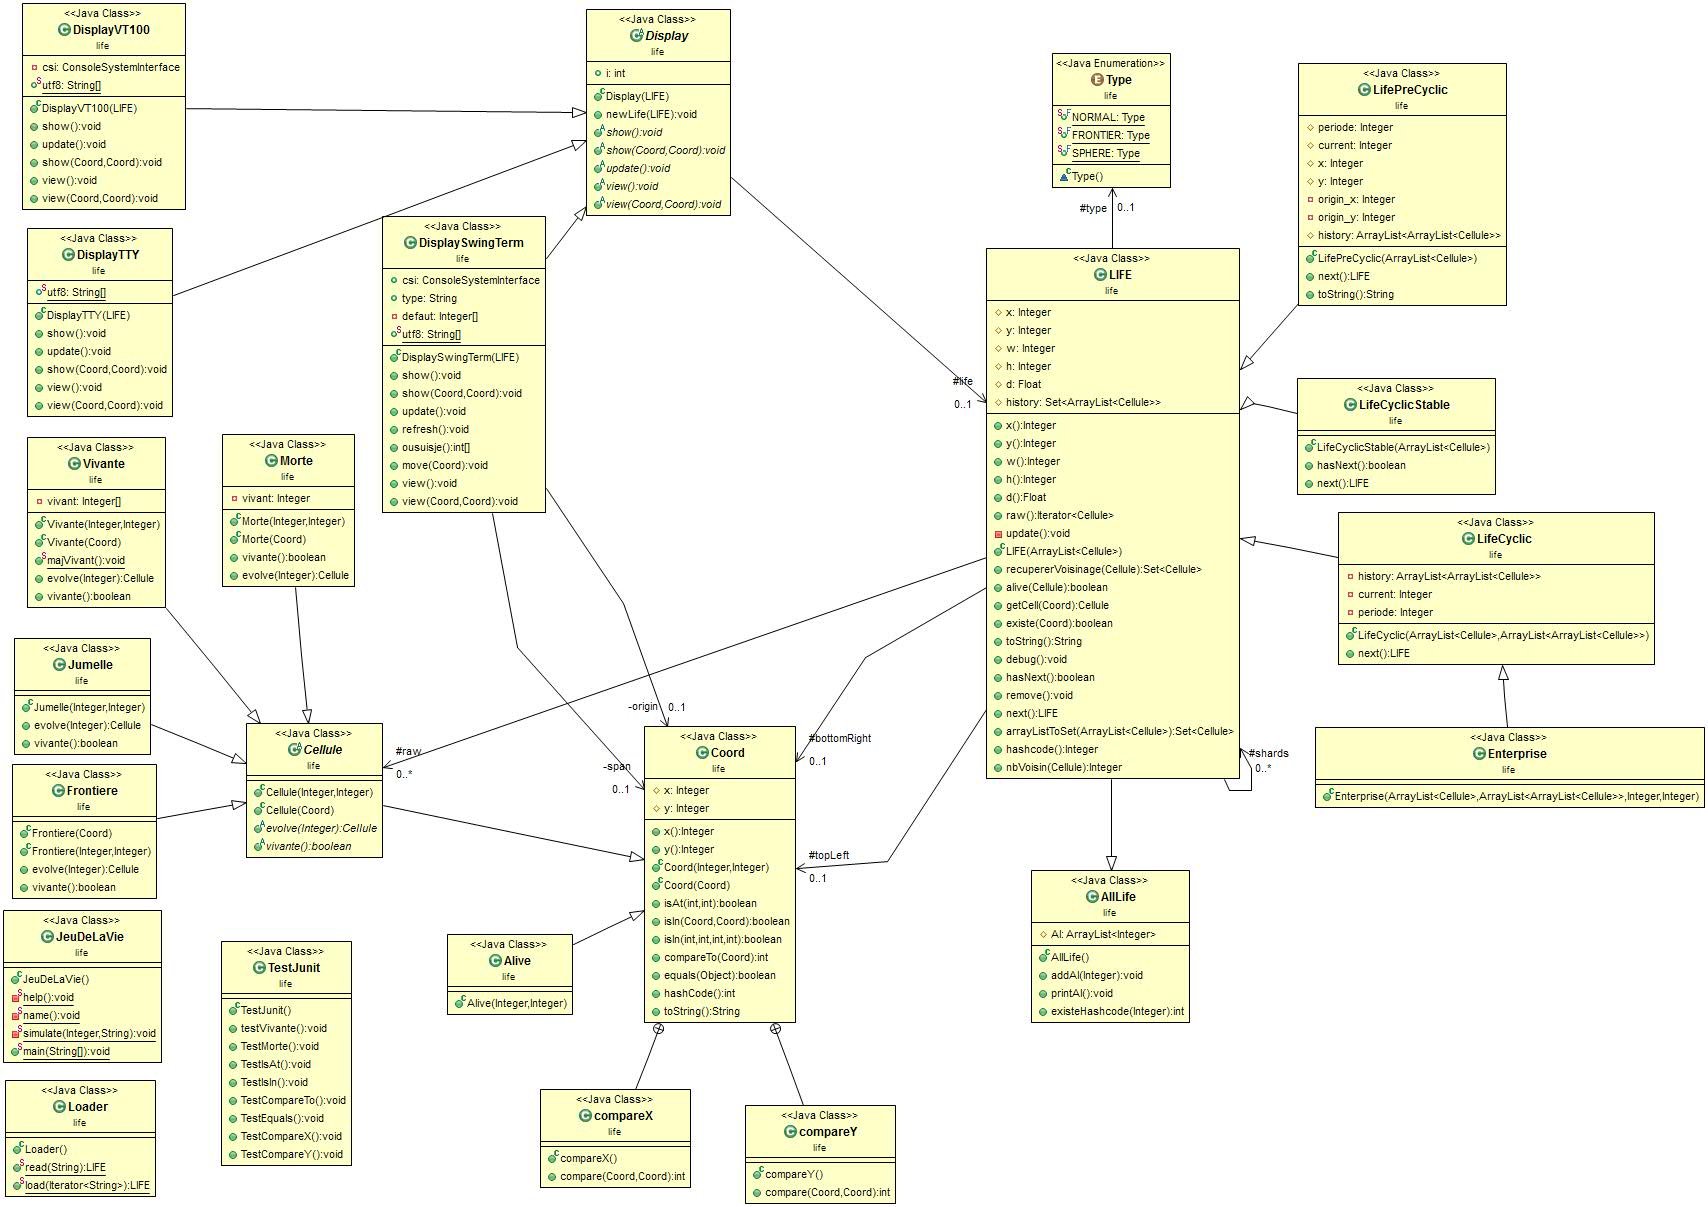 <<Java Class>>
DisplayVT100
life
csi: ConsoleSystemInterface
utf8: String[]
DisplayVT100(LIFE)
show():void
update():void
show(Coord,Coord):void
view():void
view(Coord,Coord):void
<<Java Class>>
Display
life
i: int
Display(LIFE)
newLife(LIFE):void
show():void
show(Coord,Coord):void
update():void
view():void
view(Coord,Coord):void
<<Java Enumeration>>
Type
life
NORMAL: Type
FRONTIER: Type
SPHERE: Type
Type()
#type
0..1
<<Java Class>>
LifePreCyclic
life
periode: Integer
current: Integer
x: Integer
y: Integer
origin_x: Integer
origin_y: Integer
history: ArrayList<ArrayList<Cellule>>
LifePreCyclic(ArrayList<Cellule>)
next():LIFE
toString():String
<<Java Class>>
DisplayTTY
life
utf8: String[]
DisplayTTY(LIFE)
show():void
update():void
show(Coord,Coord):void
view():void
view(Coord,Coord):void
<<Java Class>>
DisplaySwingTerm
life
csi: ConsoleSystemInterface
type: String
defaut: Integer[]
utf8: String[]
DisplaySwingTerm(LIFE)
show():void
show(Coord,Coord):void
update():void
refresh():void
ousuisje():int[]
move(Coord):void
view():void
view(Coord,Coord):void
#life
0..1
<<Java Class>>
LIFE
life
x: Integer
y: Integer
w: Integer
h: Integer
d: Float
history: Set<ArrayList<Cellule>>
x():Integer
y():Integer
w():Integer
h():Integer
d():Float
raw():Iterator<Cellule>
update():void
LIFE(ArrayList<Cellule>)
recupererVoisinage(Cellule):Set<Cellule>
alive(Cellule):boolean
getCell(Coord):Cellule
existe(Coord):boolean
toString():String
debug():void
hasNext():boolean
remove():void
next():LIFE
arrayListToSet(ArrayList<Cellule>):Set<Cellule>
hashcode():Integer
nbVoisin(Cellule):Integer
#shards
0..*
<<Java Class>>
LifeCyclicStable
life
LifeCyclicStable(ArrayList<Cellule>)
hasNext():boolean
next():LIFE
<<Java Class>>
LifeCyclic
life
history: ArrayList<ArrayList<Cellule>>
current: Integer
periode: Integer
LifeCyclic(ArrayList<Cellule>,ArrayList<ArrayList<Cellule>>)
next():LIFE
<<Java Class>>
Enterprise
life
Enterprise(ArrayList<Cellule>,ArrayList<ArrayList<Cellule>>,Integer,Integer)
<<Java Class>>
Vivante
life
vivant: Integer[]
Vivante(Integer,Integer)
Vivante(Coord)
majVivant():void
evolve(Integer):Cellule
vivante():boolean
<<Java Class>>
Morte
life
vivant: Integer
Morte(Integer,Integer)
Morte(Coord)
vivante():boolean
evolve(Integer):Cellule
<<Java Class>>
Jumelle
life
Jumelle(Integer,Integer)
evolve(Integer):Cellule
vivante():boolean
<<Java Class>>
Frontiere
life
Frontiere(Coord)
Frontiere(Integer,Integer)
evolve(Integer):Cellule
vivante():boolean
<<Java Class>>
Cellule
life
Cellule(Integer,Integer)
Cellule(Coord)
evolve(Integer):Cellule
vivante():boolean
#raw
0..*
-origin
0..1
-span
0..1
#bottomRight
0..1
#topLeft
0..1
<<Java Class>>
Coord
life
x: Integer
y: Integer
x():Integer
y():Integer
Coord(Integer,Integer)
Coord(Coord)
isAt(int,int):boolean
isIn(Coord,Coord):boolean
isIn(int,int,int,int):boolean
compareTo(Coord):int
equals(Object):boolean
hashCode():int
toString():String
<<Java Class>>
AllLife
life
Al: ArrayList<Integer>
AllLife()
addAl(Integer):void
printAl():void
existeHashcode(Integer):int
<<Java Class>>
JeuDeLaVie
life
JeuDeLaVie()
help():void
name():void
simulate(Integer,String):void
main(String[]):void
<<Java Class>>
TestJunit
life
TestJunit()
testVivante():void
TestMorte():void
TestIsAt():void
TestIsIn():void
TestCompareTo():void
TestEquals():void
TestCompareX():void
TestCompareY():void
<<Java Class>>
Alive
life
Alive(Integer,Integer)
<<Java Class>>
Loader
life
Loader()
read(String):LIFE
load(Iterator<String>):LIFE
<<Java Class>>
compareX
life
compareX()
compare(Coord,Coord):int
<<Java Class>>
compareY
life
compareY()
compare(Coord,Coord):int